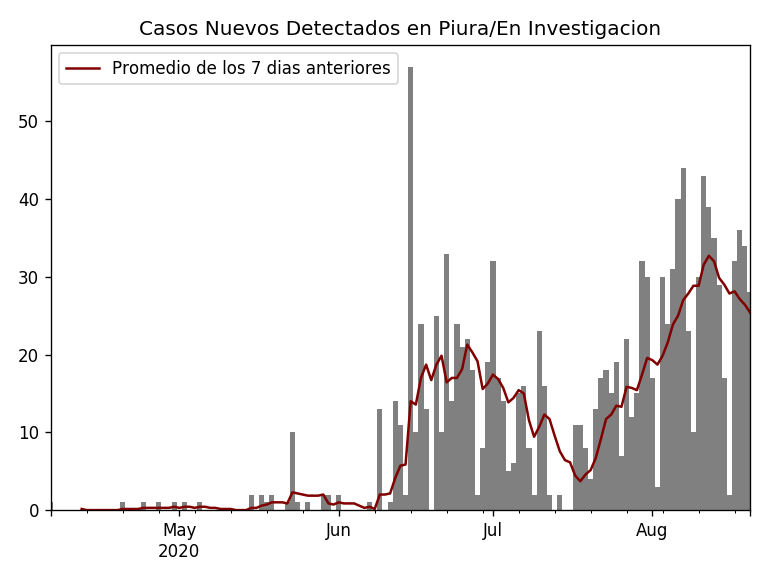 Casos Nuevos Detectados en Piura/En Investigacion
Promedio de los 7 dias anteriores
50
40
30
20
10
0
May
2020
Jun
Jul
Aug